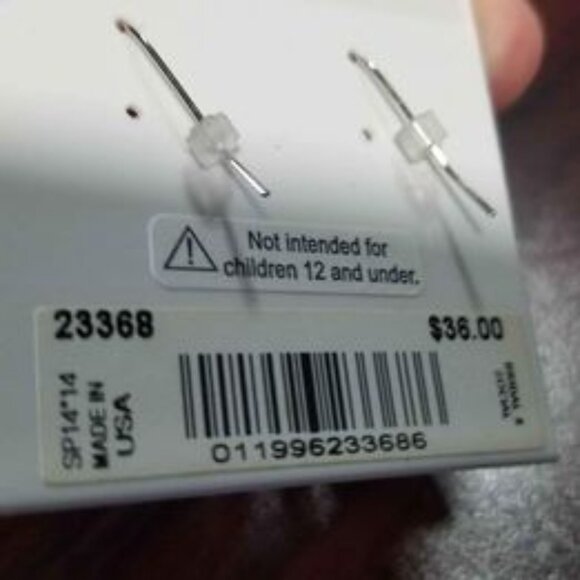 Not intended for
children 12 and under.
23368
$36.00
SP14*14
MADE IN
USA
011996233686